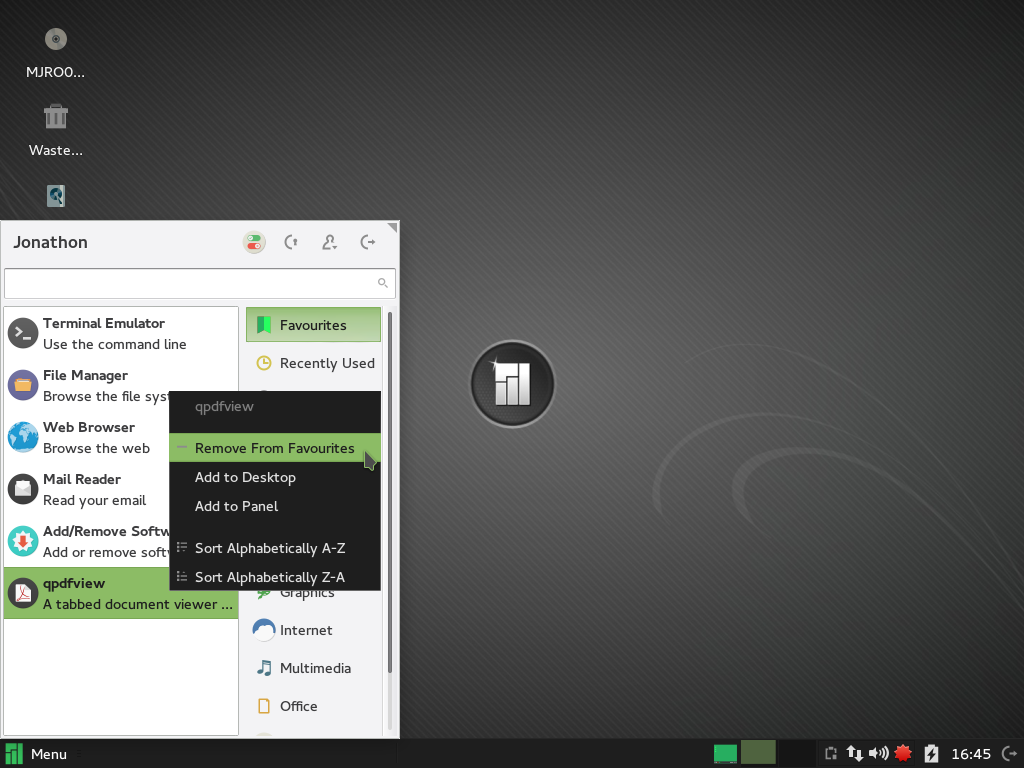 MJRO0...
Waste...
Jonathon
Terminal Emulator
Use the command line
File Manager
Browse the file sys
Web Browser
Browse the web
Mail Reader
Read your email
Add/Remove Softw
Add or remove soft
qpdfview
A tabbed document viewer ...
Favourites
Recently Used
qpdfview
Remove From Favourites
Add to Desktop
Add to Panel
Sort Alphabetically A-Z
Sort Alphabetically Z-A
Graphics
Internet
Multimedia
Office
Menu
16:45